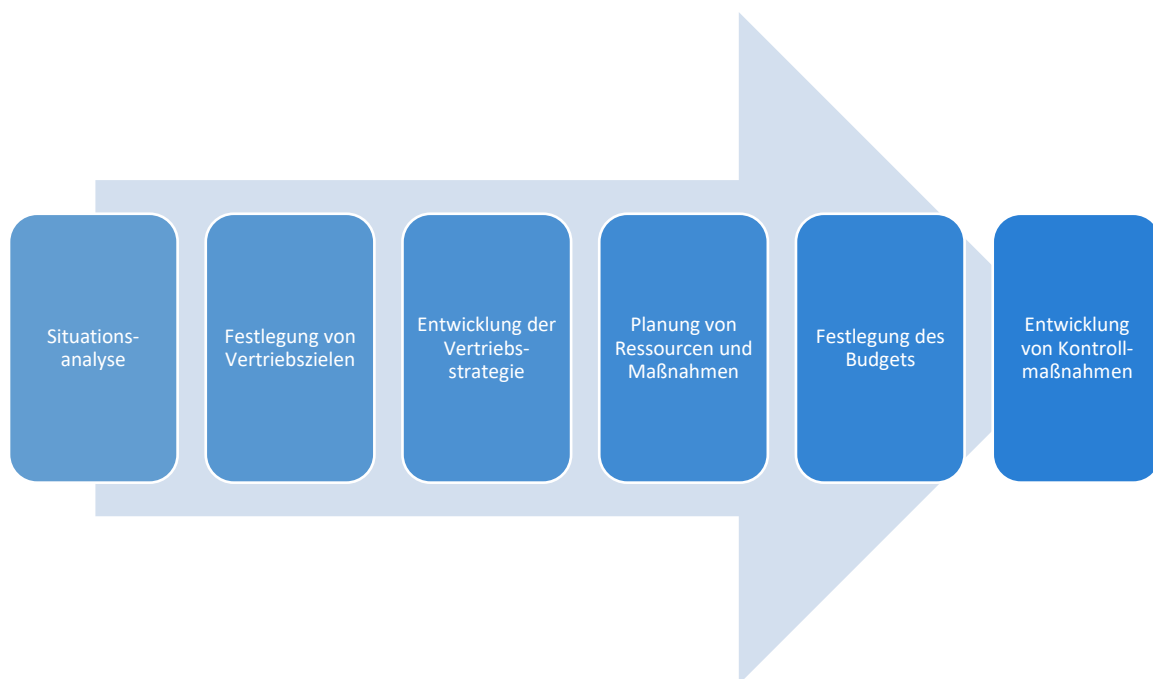 Situations-
analyse
Festlegung von
Vertriebszielen
Entwicklung der
Vertriebs-
strategie
Planung von
Ressourcen und
Maßnahmen
Festlegung des
Budgets
Entwicklung
von Kontroll-
maßnahmen